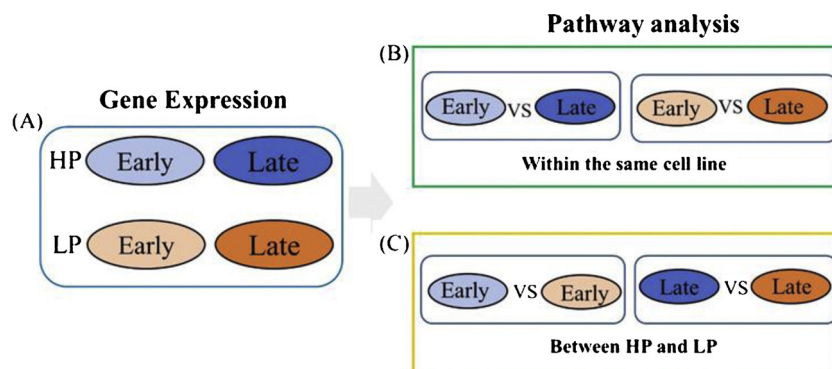 Pathway analysis
(B)
Gene Expression
Early VS Late Early VS Late
(A)
HP Early Late
Within the same cell line
LP Early Late
(C)
Early VS Early Late VS Late
Between HP and LP